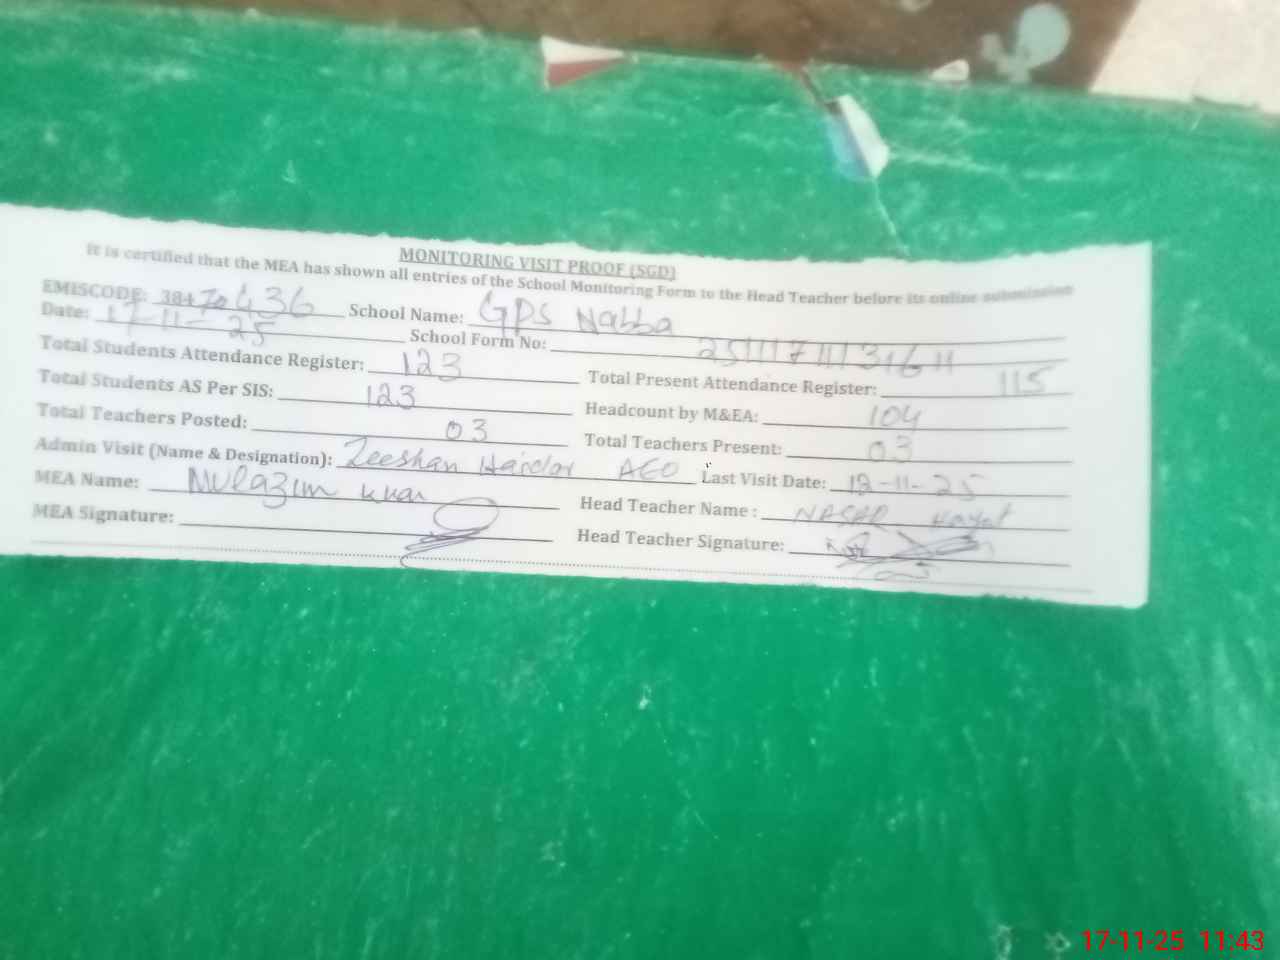 MONITORING VISIT PROOF (SGD)
It is certified that the MEA has shown all entries of the School Monitoring Form to the Head Teacher before its online submission
EMISCODE: 436 School Name: GPS Nabba
Date: 17-11-25 School Form No:
Total Students Attendance Register: 123 Total Present Attendance Register: 115
Total Students AS Per SIS: 123 Headcount by M&EA: 104
Total Teachers Posted: 03 Total Teachers Present: 03
Admin Visit (Name & Designation): Zeeshan Haidar AEO Last Visit Date: -11-25
MEA Name: Mulazim Khan Head Teacher Name : Hayat
MEA Signature: Head Teacher Signature:
17-11-25 11:43